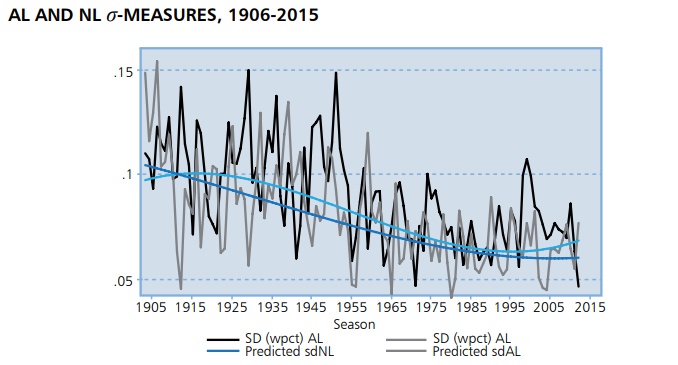 AL AND NL σ-MEASURES, 1906-2015
.15
.1
.05
1905 1915 1925 1935 1945 1955 1965 1975 1985 1995 2005 2015
Season
SD (wpct) AL SD (wpct) AL
Predicted sdNL Predicted sdAL